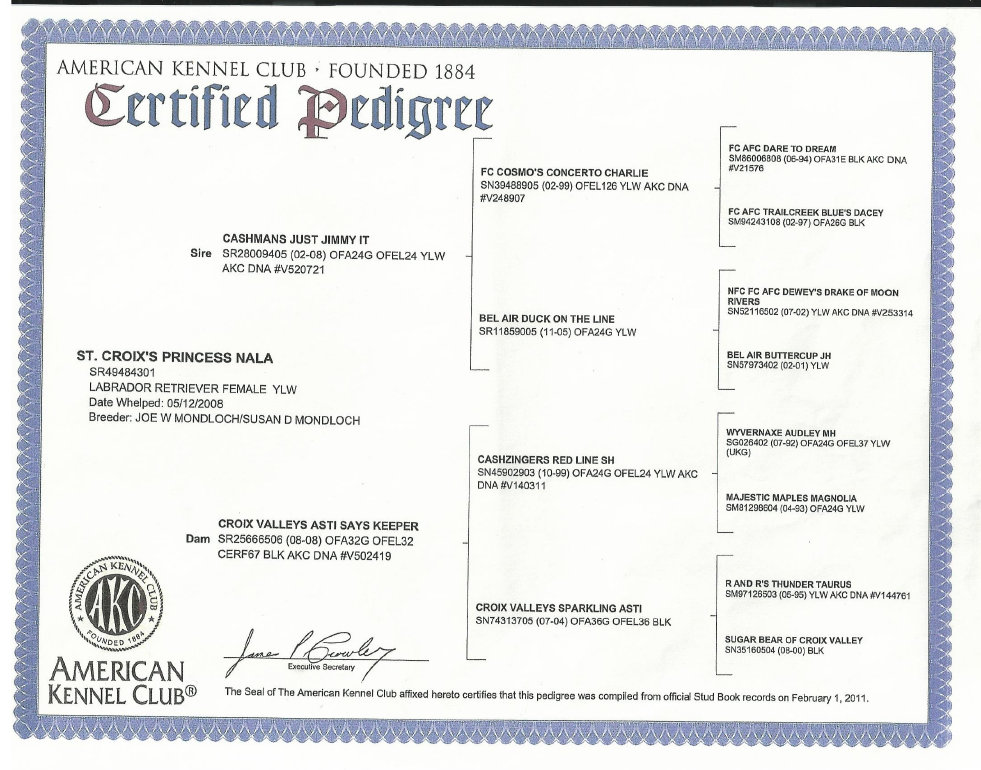 AMERICAN KENNEL CLUB · FOUNDED 1884
Certified Pedigree
FC COSMO'S CONCERTO CHARLIE
SN39488905 (02-99) OFEL126 YLW AKC DNA
#V248907
FC AFC DARE TO DREAM
SM86006808 (06-94) OFA31E BLK AKC DNA
#V21576
FC AFC TRAILCREEK BLUE'S DACEY
SM94243108 (02-97) OFA26G BLK
CASHMANS JUST JIMMY IT
Sire SR28009405 (02-08) OFA24G OFEL24 YLW
AKC DNA #V520721
BEL AIR DUCK ON THE LINE
SR11859005 (11-05) OFA24G YLW
NFC FC AFC DEWEY'S DRAKE OF MOON
RIVERS
SN52116502 (07-02) YLW AKC DNA #V253314
BEL AIR BUTTERCUP JH
SN57973402 (02-01) YLW
ST. CROIX'S PRINCESS NALA
SR49484301
LABRADOR RETRIEVER FEMALE YLW
Date Whelped: 05/12/2008
Breeder: JOE W MONDLOCH/SUSAN D MONDLOCH
CASHZINGERS RED LINE SH
SN45902903 (10-99) OFA24G OFEL24 YLW AKC
DNA #V140311
WYVERNAXE AUDLEY MH
SG026402 (07-92) OFA24G OFEL37 YLW
(UKG)
MAJESTIC MAPLES MAGNOLIA
SM81298604 (04-93) OFA24G YLW
CROIX VALLEYS ASTI SAYS KEEPER
Dam SR25666506 (08-08) OFA32G OFEL32
CERF67 BLK AKC DNA #V502419
CROIX VALLEYS SPARKLING ASTI
SN74313705 (07-04) OFA36G OFEL36 BLK
R AND R'S THUNDER TAURUS
SM97126503 (06-95) YLW AKC DNA #V144761
SUGAR BEAR OF CROIX VALLEY
SN35160504 (08-00) BLK
AMERICAN KENNEL CLUB
AKC
FOUNDED 1884
James P Crowley
Executive Secretary
AMERICAN
KENNEL CLUB®
The Seal of The American Kennel Club affixed hereto certifies that this pedigree was compiled from official Stud Book records on February 1, 2011.